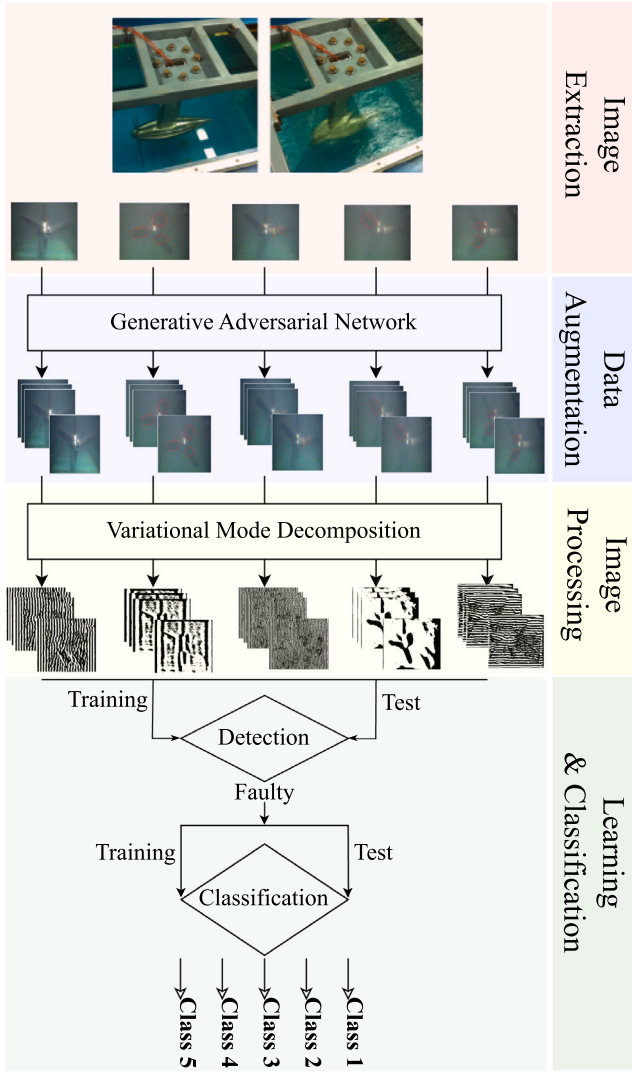 Image
Extraction
Generative Adversarial Network
Data
Augmentation
Variational Mode Decomposition
Image
Processing
Training
Test
Detection
Faulty
Training
Test
Classification
Learning
& Classification
Class 5
Class 4
Class 3
Class 2
Class 1